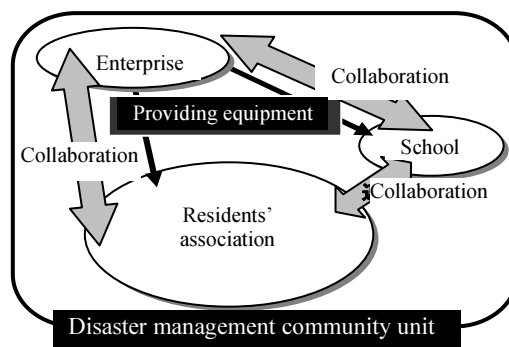 Enterprise
Collaboration
Providing equipment
School
Collaboration
Collaboration
Residents’
association
Disaster management community unit